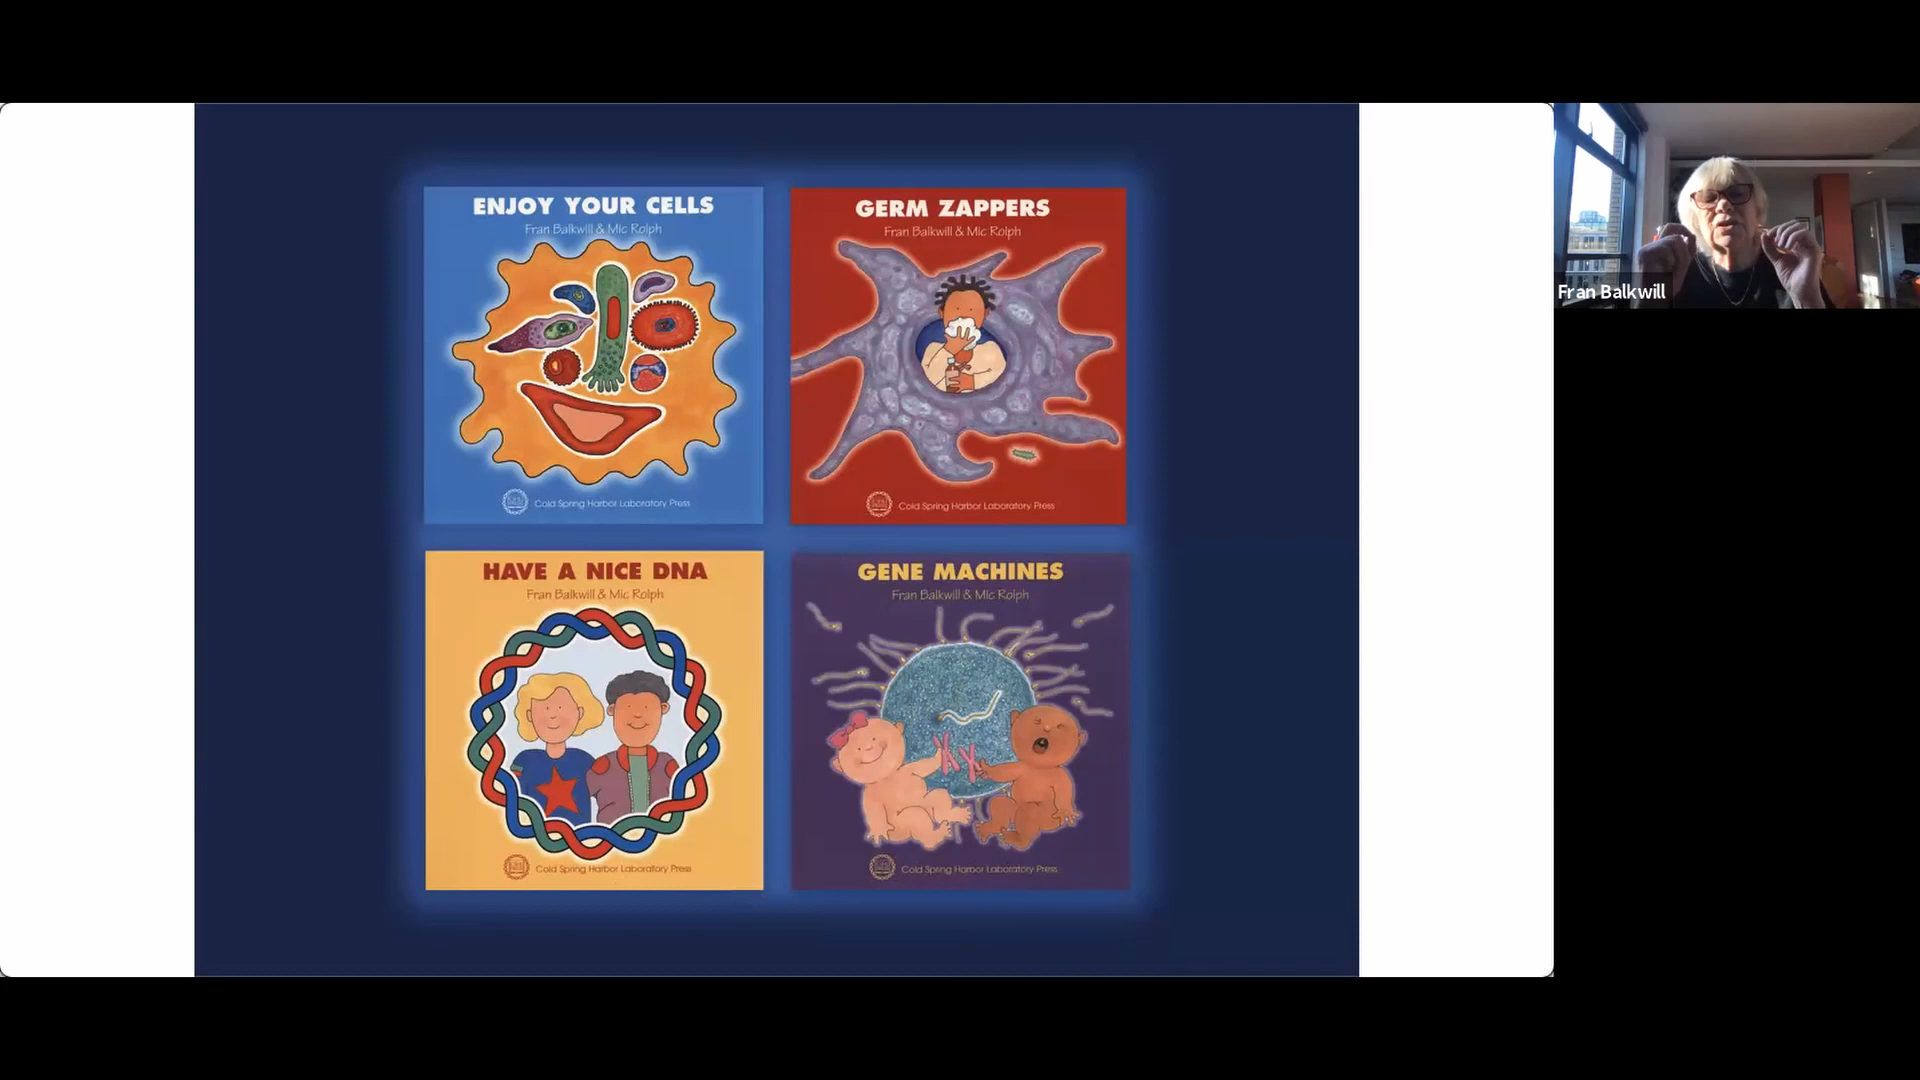 ENJOY YOUR CELLS
Fran Balkwill & Mic Rolph
Cold Spring Harbor Laboratory Press
GERM ZAPPERS
Fran Balkwill & Mic Rolph
Cold Spring Harbor Laboratory Press
HAVE A NICE DNA
Fran Balkwill & Mic Rolph
Cold Spring Harbor Laboratory Press
GENE MACHINES
Fran Balkwill & Mic Rolph
Cold Spring Harbor Laboratory Press
Fran Balkwill